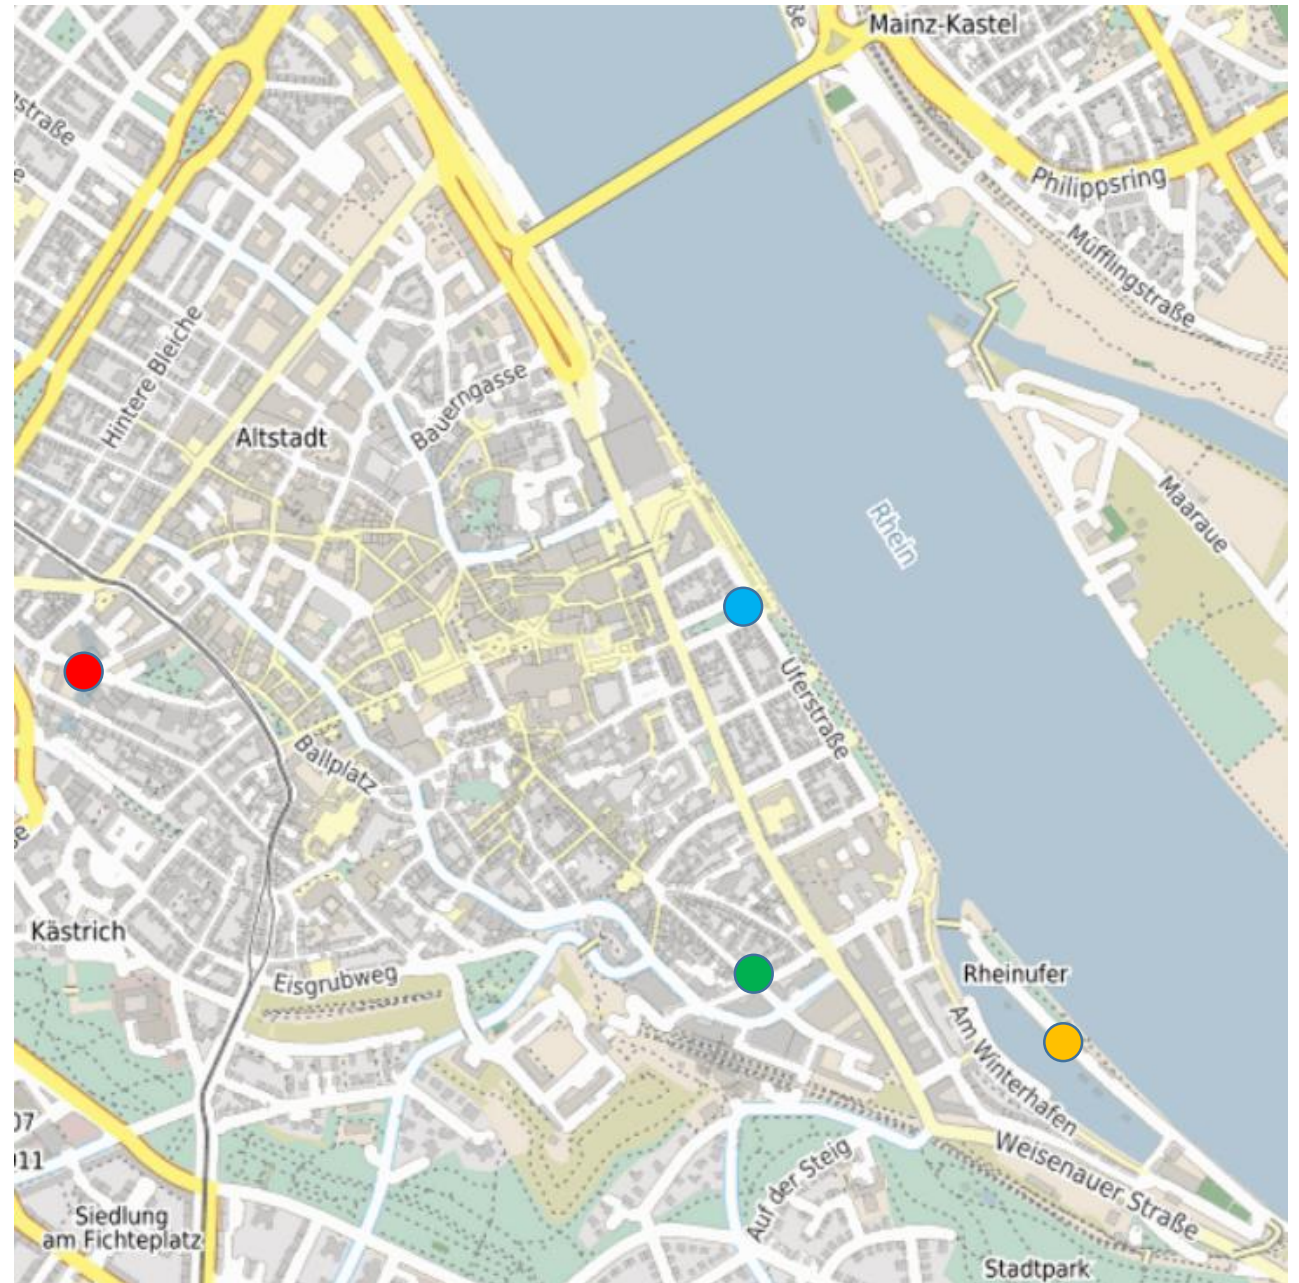 Mainz-Kastel
Philippsring
Müfflingstraße
Hintere Bleiche
Bauerngasse
Altstadt
Maaraue
Rhein
Uferstraße
Ballplatz
Kästrich
Eisgrubweg
Rheinufer
Am Winterhafen
Weisenauer Straße
Auf der Steig
Siedlung
am Fichteplatz
Stadtpark